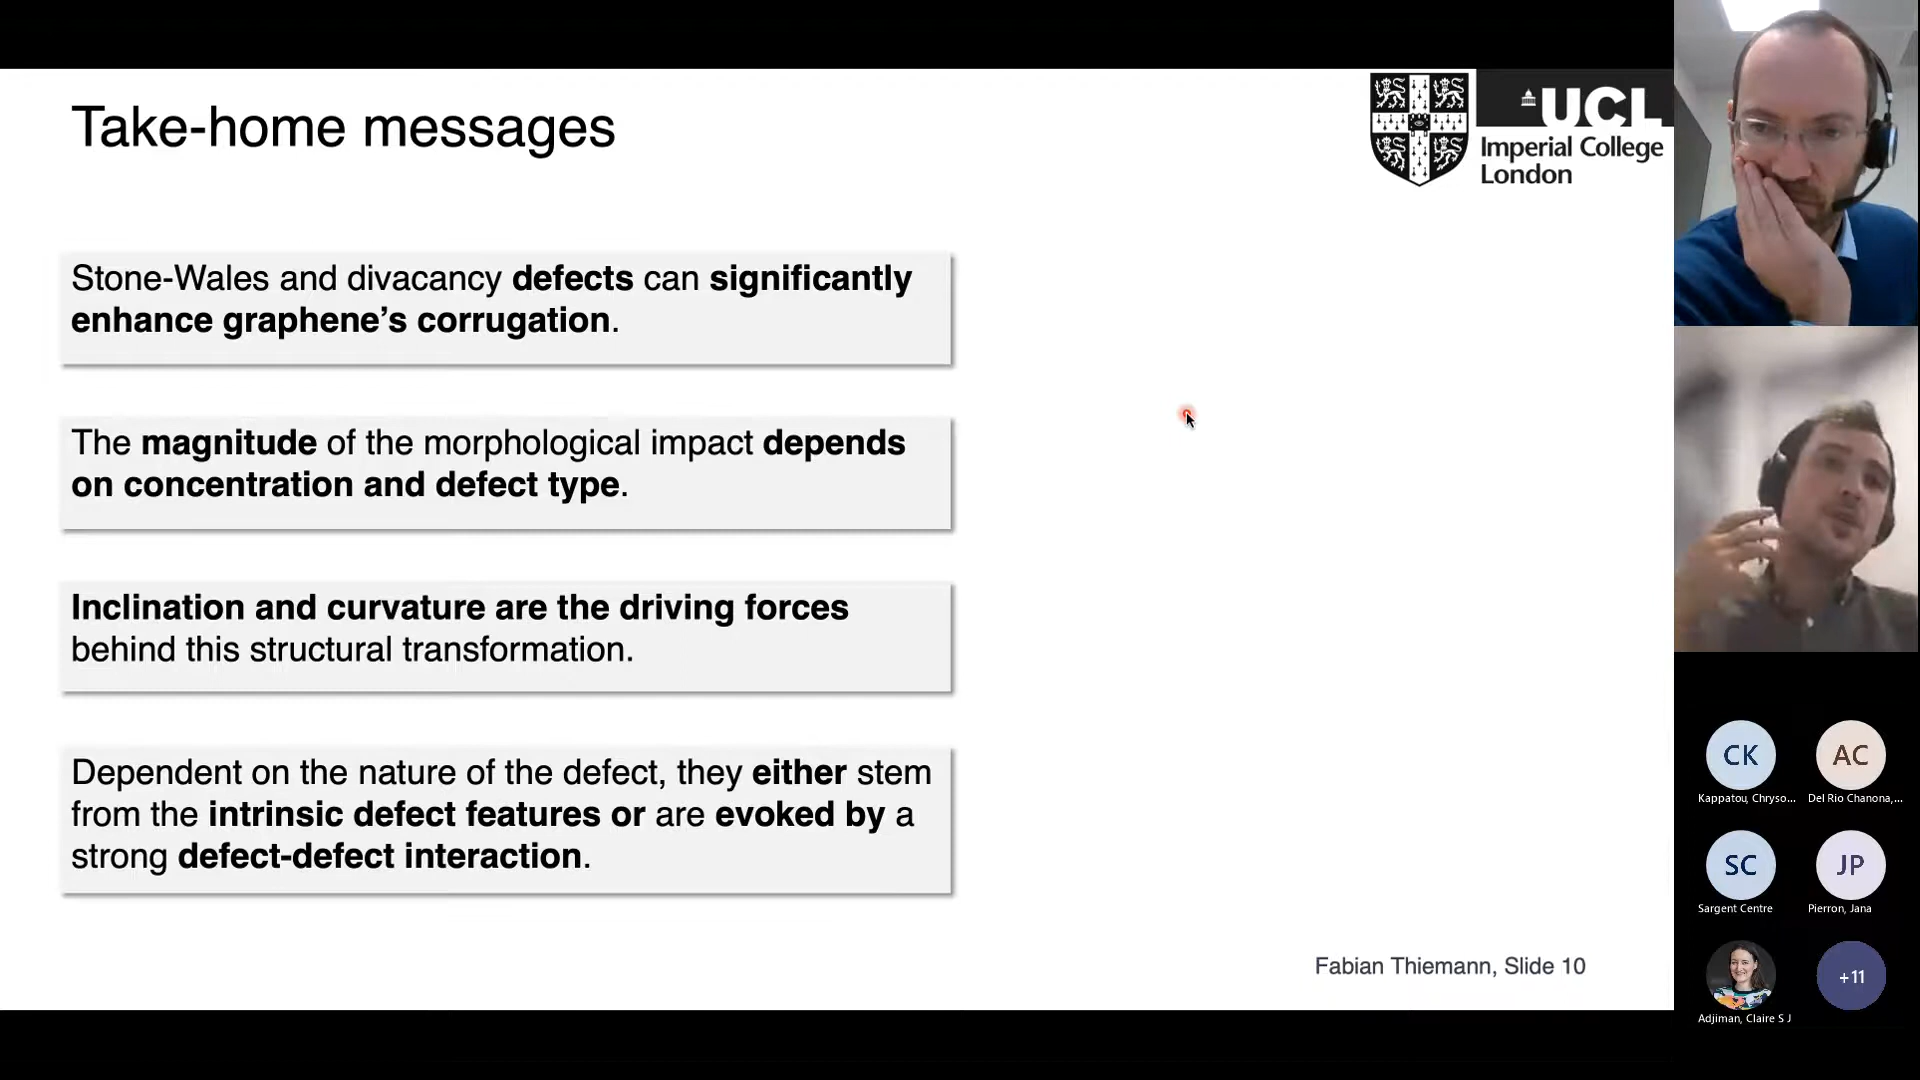 Take-home messages
UCL
Imperial College
London
Stone-Wales and divacancy defects can significantly
enhance graphene’s corrugation.
The magnitude of the morphological impact depends
on concentration and defect type.
Inclination and curvature are the driving forces
behind this structural transformation.
Dependent on the nature of the defect, they either stem
from the intrinsic defect features or are evoked by a
strong defect-defect interaction.
Fabian Thiemann, Slide 10
CK
AC
Kappatou, Chryso...
Del Rio Chanona,...
SC
JP
Sargent Centre
Pierron, Jana
+11
Adjiman, Claire S J